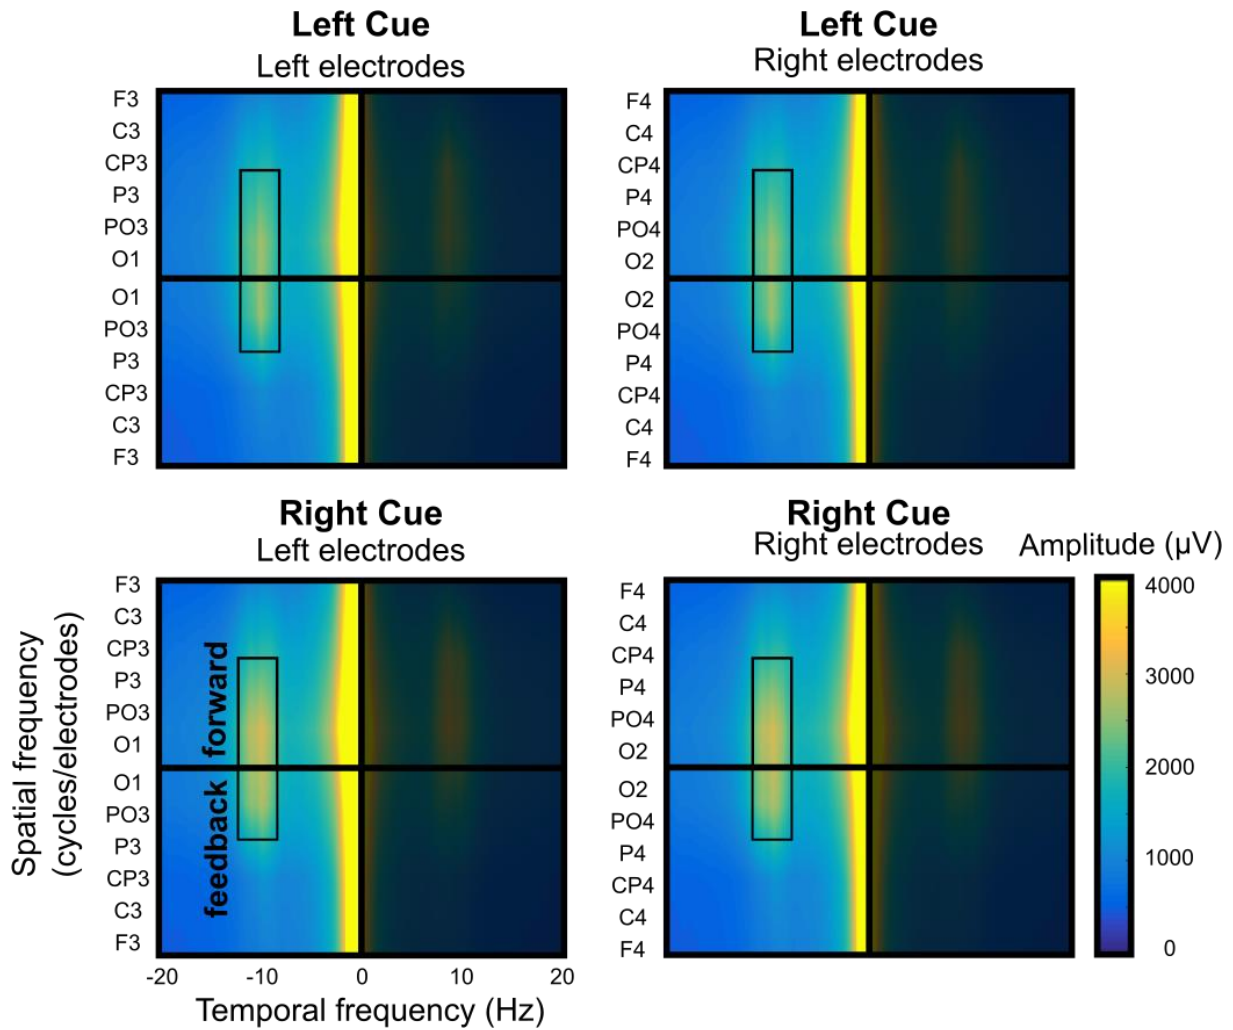 Left Cue
Left electrodes
F3
C3
CP3
P3
PO3
O1
O1
PO3
P3
CP3
C3
F3
Left Cue
Right electrodes
F4
C4
CP4
P4
PO4
O2
O2
PO4
P4
CP4
C4
F4
Right Cue
Left electrodes
Spatial frequency
(cycles/electrodes)
F3
C3
CP3
P3
PO3
O1
O1
PO3
P3
CP3
C3
F3
forward
feedback
-20 -10 0 10 20
Temporal frequency (Hz)
Right Cue
Right electrodes
F4
C4
CP4
P4
PO4
O2
O2
PO4
P4
CP4
C4
F4
Amplitude (µV)
4000
3000
2000
1000
0